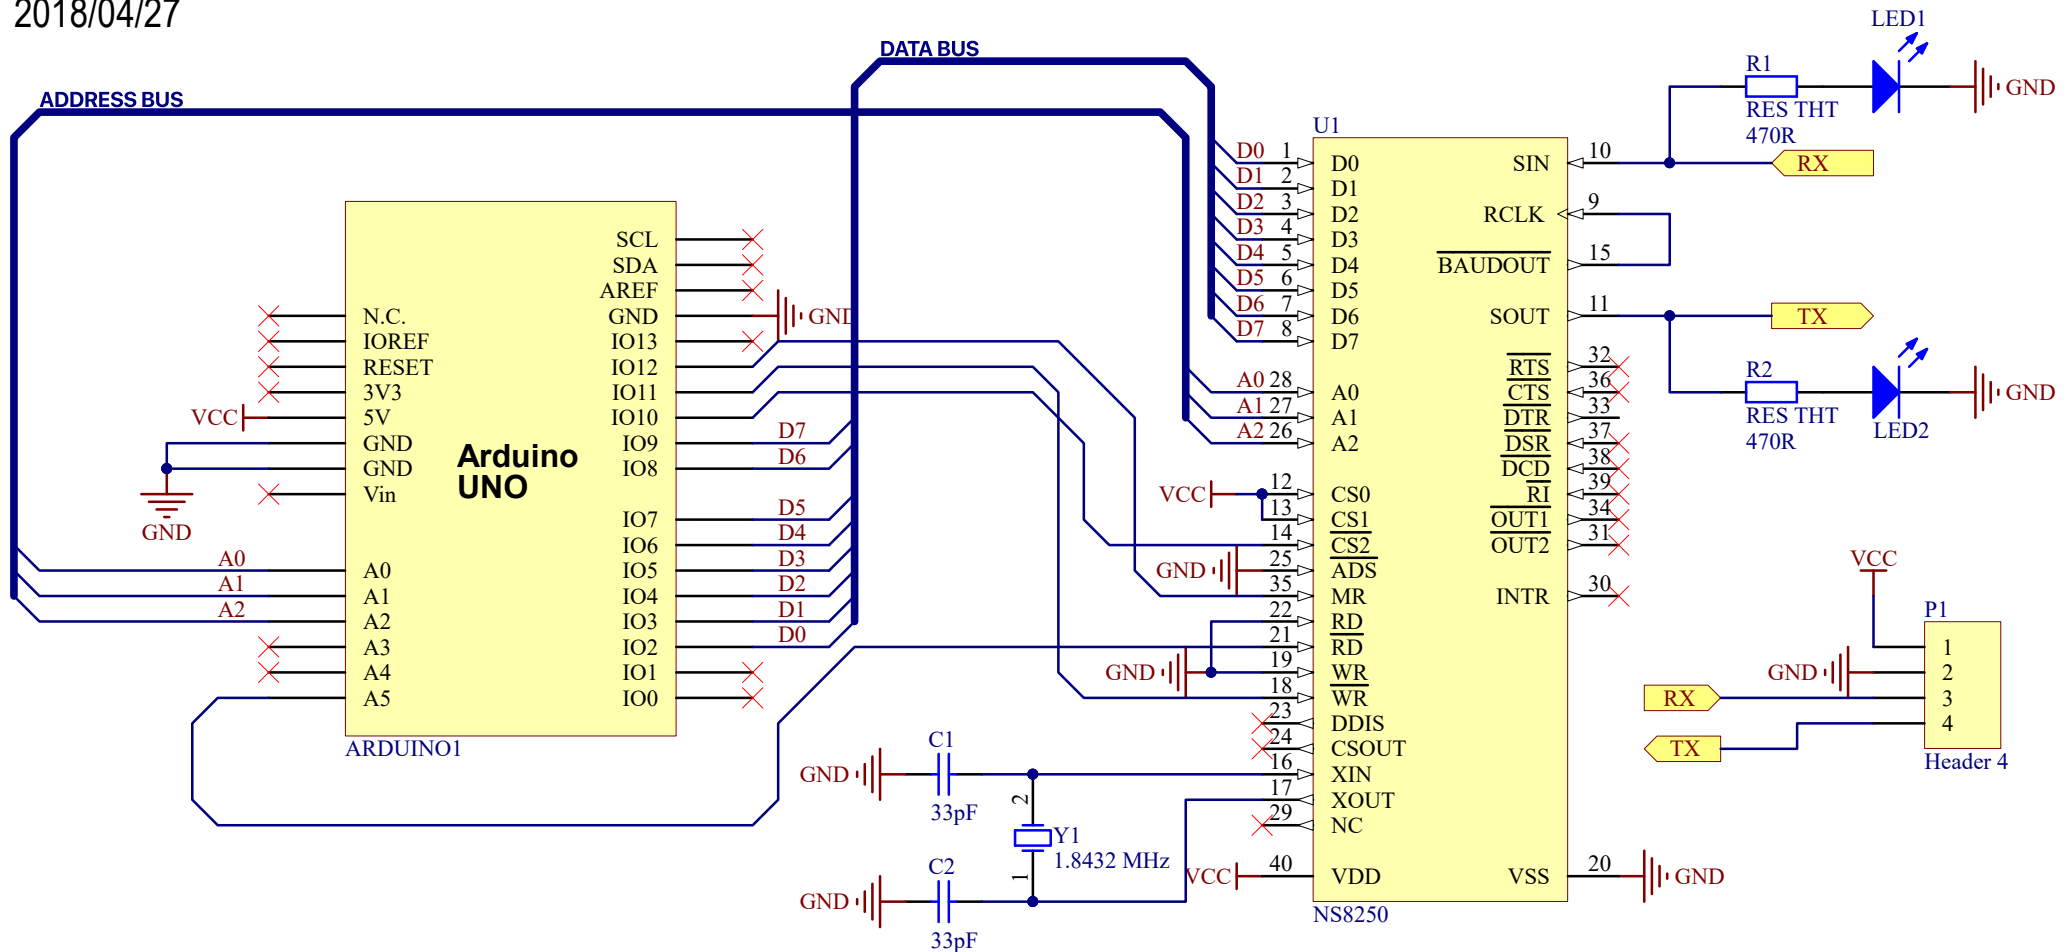 2018/04/27
DATA BUS
ADDRESS BUS
SCL
SDA
AREF
GND
GND
IO13
IO12
IO11
IO10
IO9
D7
IO8
D6
IO7
D5
IO6
D4
IO5
D3
IO4
D2
IO3
D1
IO2
D0
IO1
IO0
N.C.
IOREF
RESET
3V3
VCC
5V
GND
GND
Vin
GND
Arduino
UNO
A0
A0
A1
A1
A2
A2
A3
A4
A5
ARDUINO1
U1
D0 1 D0
D1 2 D1
D2 3 D2
D3 4 D3
D4 5 D4
D5 6 D5
D6 7 D6
D7 8 D7
A0 28 A0
A1 27 A1
A2 26 A2
VCC
12 CS0
13 CS1
14 CS2
GND
25 ADS
35 MR
22 RD
21 RD
GND
19 WR
18 WR
23 DDIS
24 CSOUT
16 XIN
17 XOUT
29 NC
VCC
40 VDD
NS8250
SIN 10
RCLK 9
BAUDOUT 15
SOUT 11
RTS 32
CTS 36
DTR 33
DSR 37
DCD 38
RI 39
OUT1 34
OUT2 31
INTR 30
VSS 20
GND
C1
GND
33pF
2
Y1
1.8432 MHz
1
C2
GND
33pF
LED1
R1
GND
RES THT
470R
RX
TX
R2
GND
RES THT
470R
LED2
VCC
P1
1
GND
2
RX
3
4
TX
Header 4